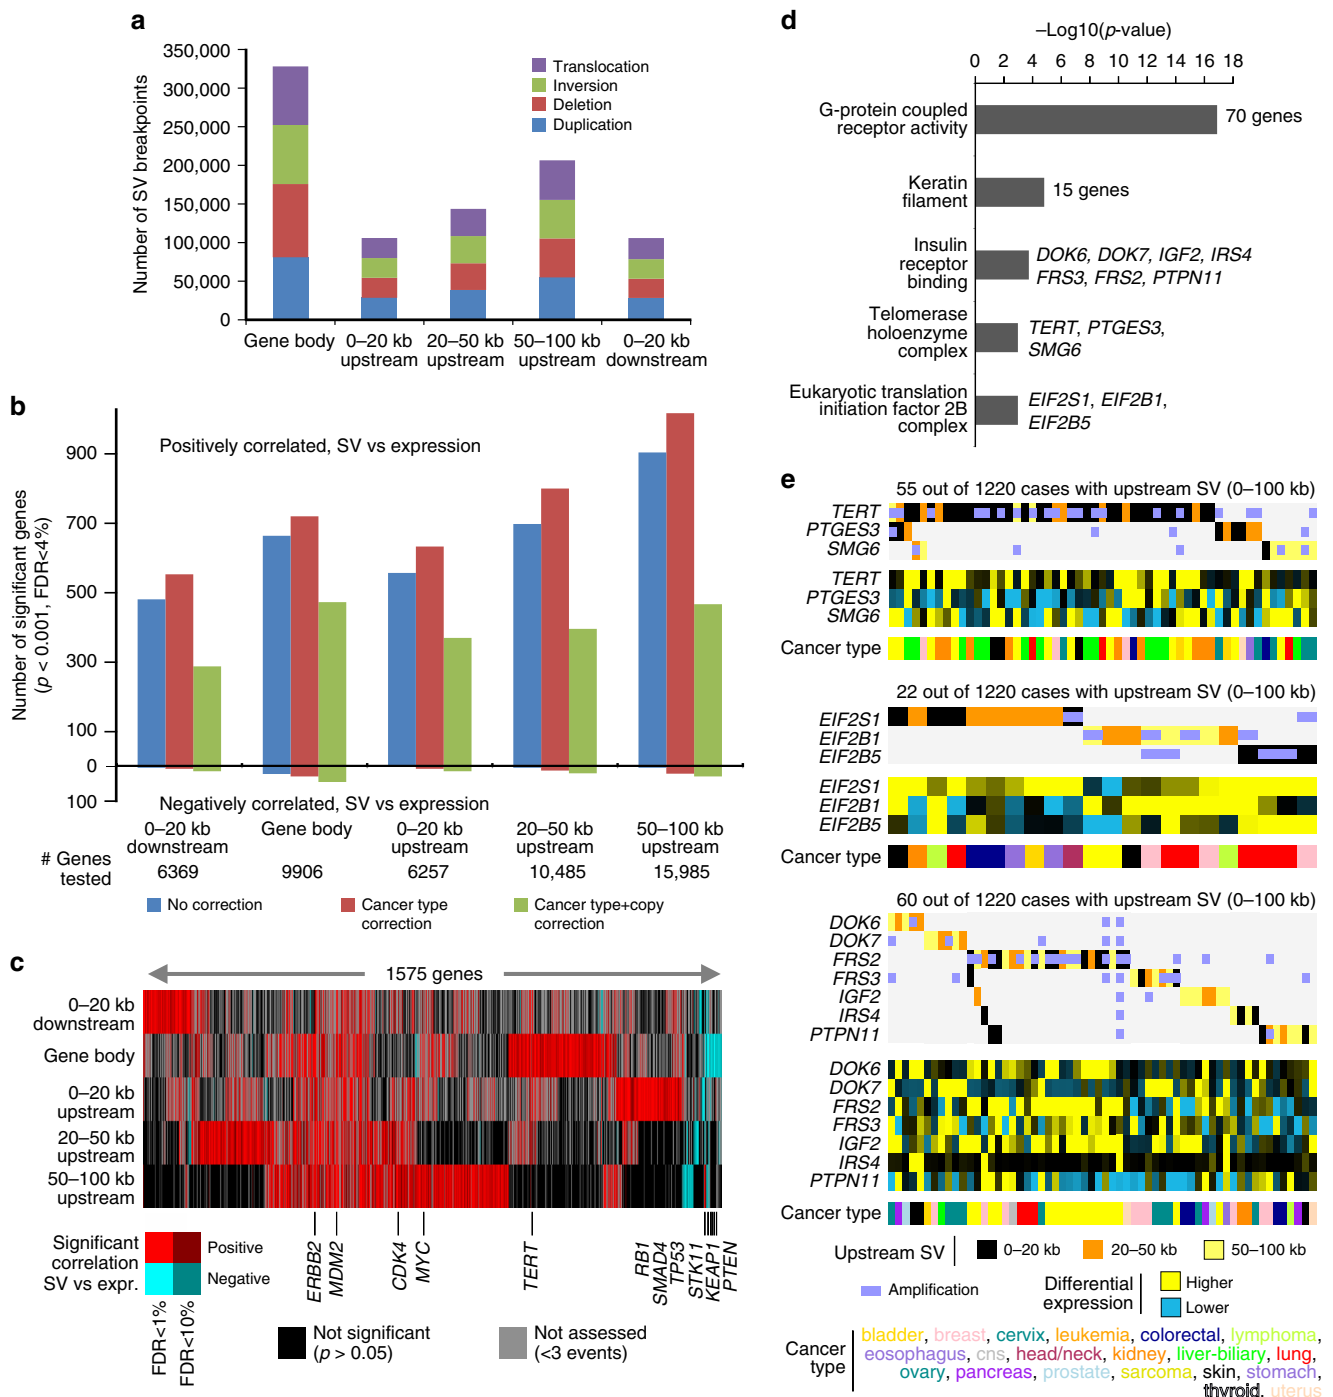 a
350,000
300,000
250,000
200,000
150,000
100,000
50,000
0
Number of SV breakpoints
Translocation
Inversion
Deletion
Duplication
Gene body
0–20 kb upstream
20–50 kb upstream
50–100 kb upstream
0–20 kb downstream
b
Positively correlated, SV vs expression
900
700
500
300
100
0
100
Number of significant genes
(p < 0.001, FDR<4%)
Negatively correlated, SV vs expression
0–20 kb downstream
Gene body
0–20 kb upstream
20–50 kb upstream
50–100 kb upstream
# Genes tested
6369
9906
6257
10,485
15,985
No correction
Cancer type correction
Cancer type+copy correction
c
1575 genes
0–20 kb downstream
Gene body
0–20 kb upstream
20–50 kb upstream
50–100 kb upstream
ERBB2
MDM2
CDK4
MYC
TERT
RB1
SMAD4
TP53
STK11
KEAP1
PTEN
Significant correlation SV vs expr.
Positive
Negative
FDR<1%
FDR<10%
Not significant (p > 0.05)
Not assessed (<3 events)
d
–Log10(p-value)
0 2 4 6 8 10 12 14 16 18
G-protein coupled receptor activity
70 genes
Keratin filament
15 genes
Insulin receptor binding
DOK6, DOK7, IGF2, IRS4
FRS3, FRS2, PTPN11
Telomerase holoenzyme complex
TERT, PTGES3,
SMG6
Eukaryotic translation initiation factor 2B complex
EIF2S1, EIF2B1,
EIF2B5
e
55 out of 1220 cases with upstream SV (0–100 kb)
TERT
PTGES3
SMG6
TERT
PTGES3
SMG6
Cancer type
22 out of 1220 cases with upstream SV (0–100 kb)
EIF2S1
EIF2B1
EIF2B5
EIF2S1
EIF2B1
EIF2B5
Cancer type
60 out of 1220 cases with upstream SV (0–100 kb)
DOK6
DOK7
FRS2
FRS3
IGF2
IRS4
PTPN11
DOK6
DOK7
FRS2
FRS3
IGF2
IRS4
PTPN11
Cancer type
Upstream SV
0–20 kb
20–50 kb
50–100 kb
Amplification
Differential expression
Higher
Lower
Cancer type
bladder, breast, cervix, leukemia, colorectal, lymphoma,
eosophagus, cns, head/neck, kidney, liver-biliary, lung,
ovary, pancreas, prostate, sarcoma, skin, stomach,
thyroid, uterus